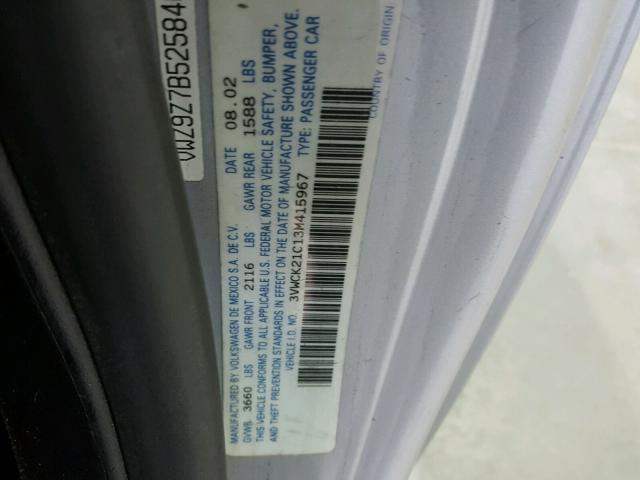 VWZ9Z7B52584
MANUFACTURED BY VOLKSWAGEN DE MEXICO S.A. DE C.V. DATE 08.02
GVWR 3660 LBS GAWR FRONT 2116 LBS GAWR REAR 1588 LBS
THIS VEHICLE CONFORMS TO ALL APPLICABLE U.S. FEDERAL MOTOR VEHICLE SAFETY, BUMPER,
AND THEFT PREVENTION STANDARDS IN EFFECT ON THE DATE OF MANUFACTURE SHOWN ABOVE.
VEHICLE I.D. NO. 3VWCK21C13M415967 TYPE: PASSENGER CAR
COUNTRY OF ORIGIN